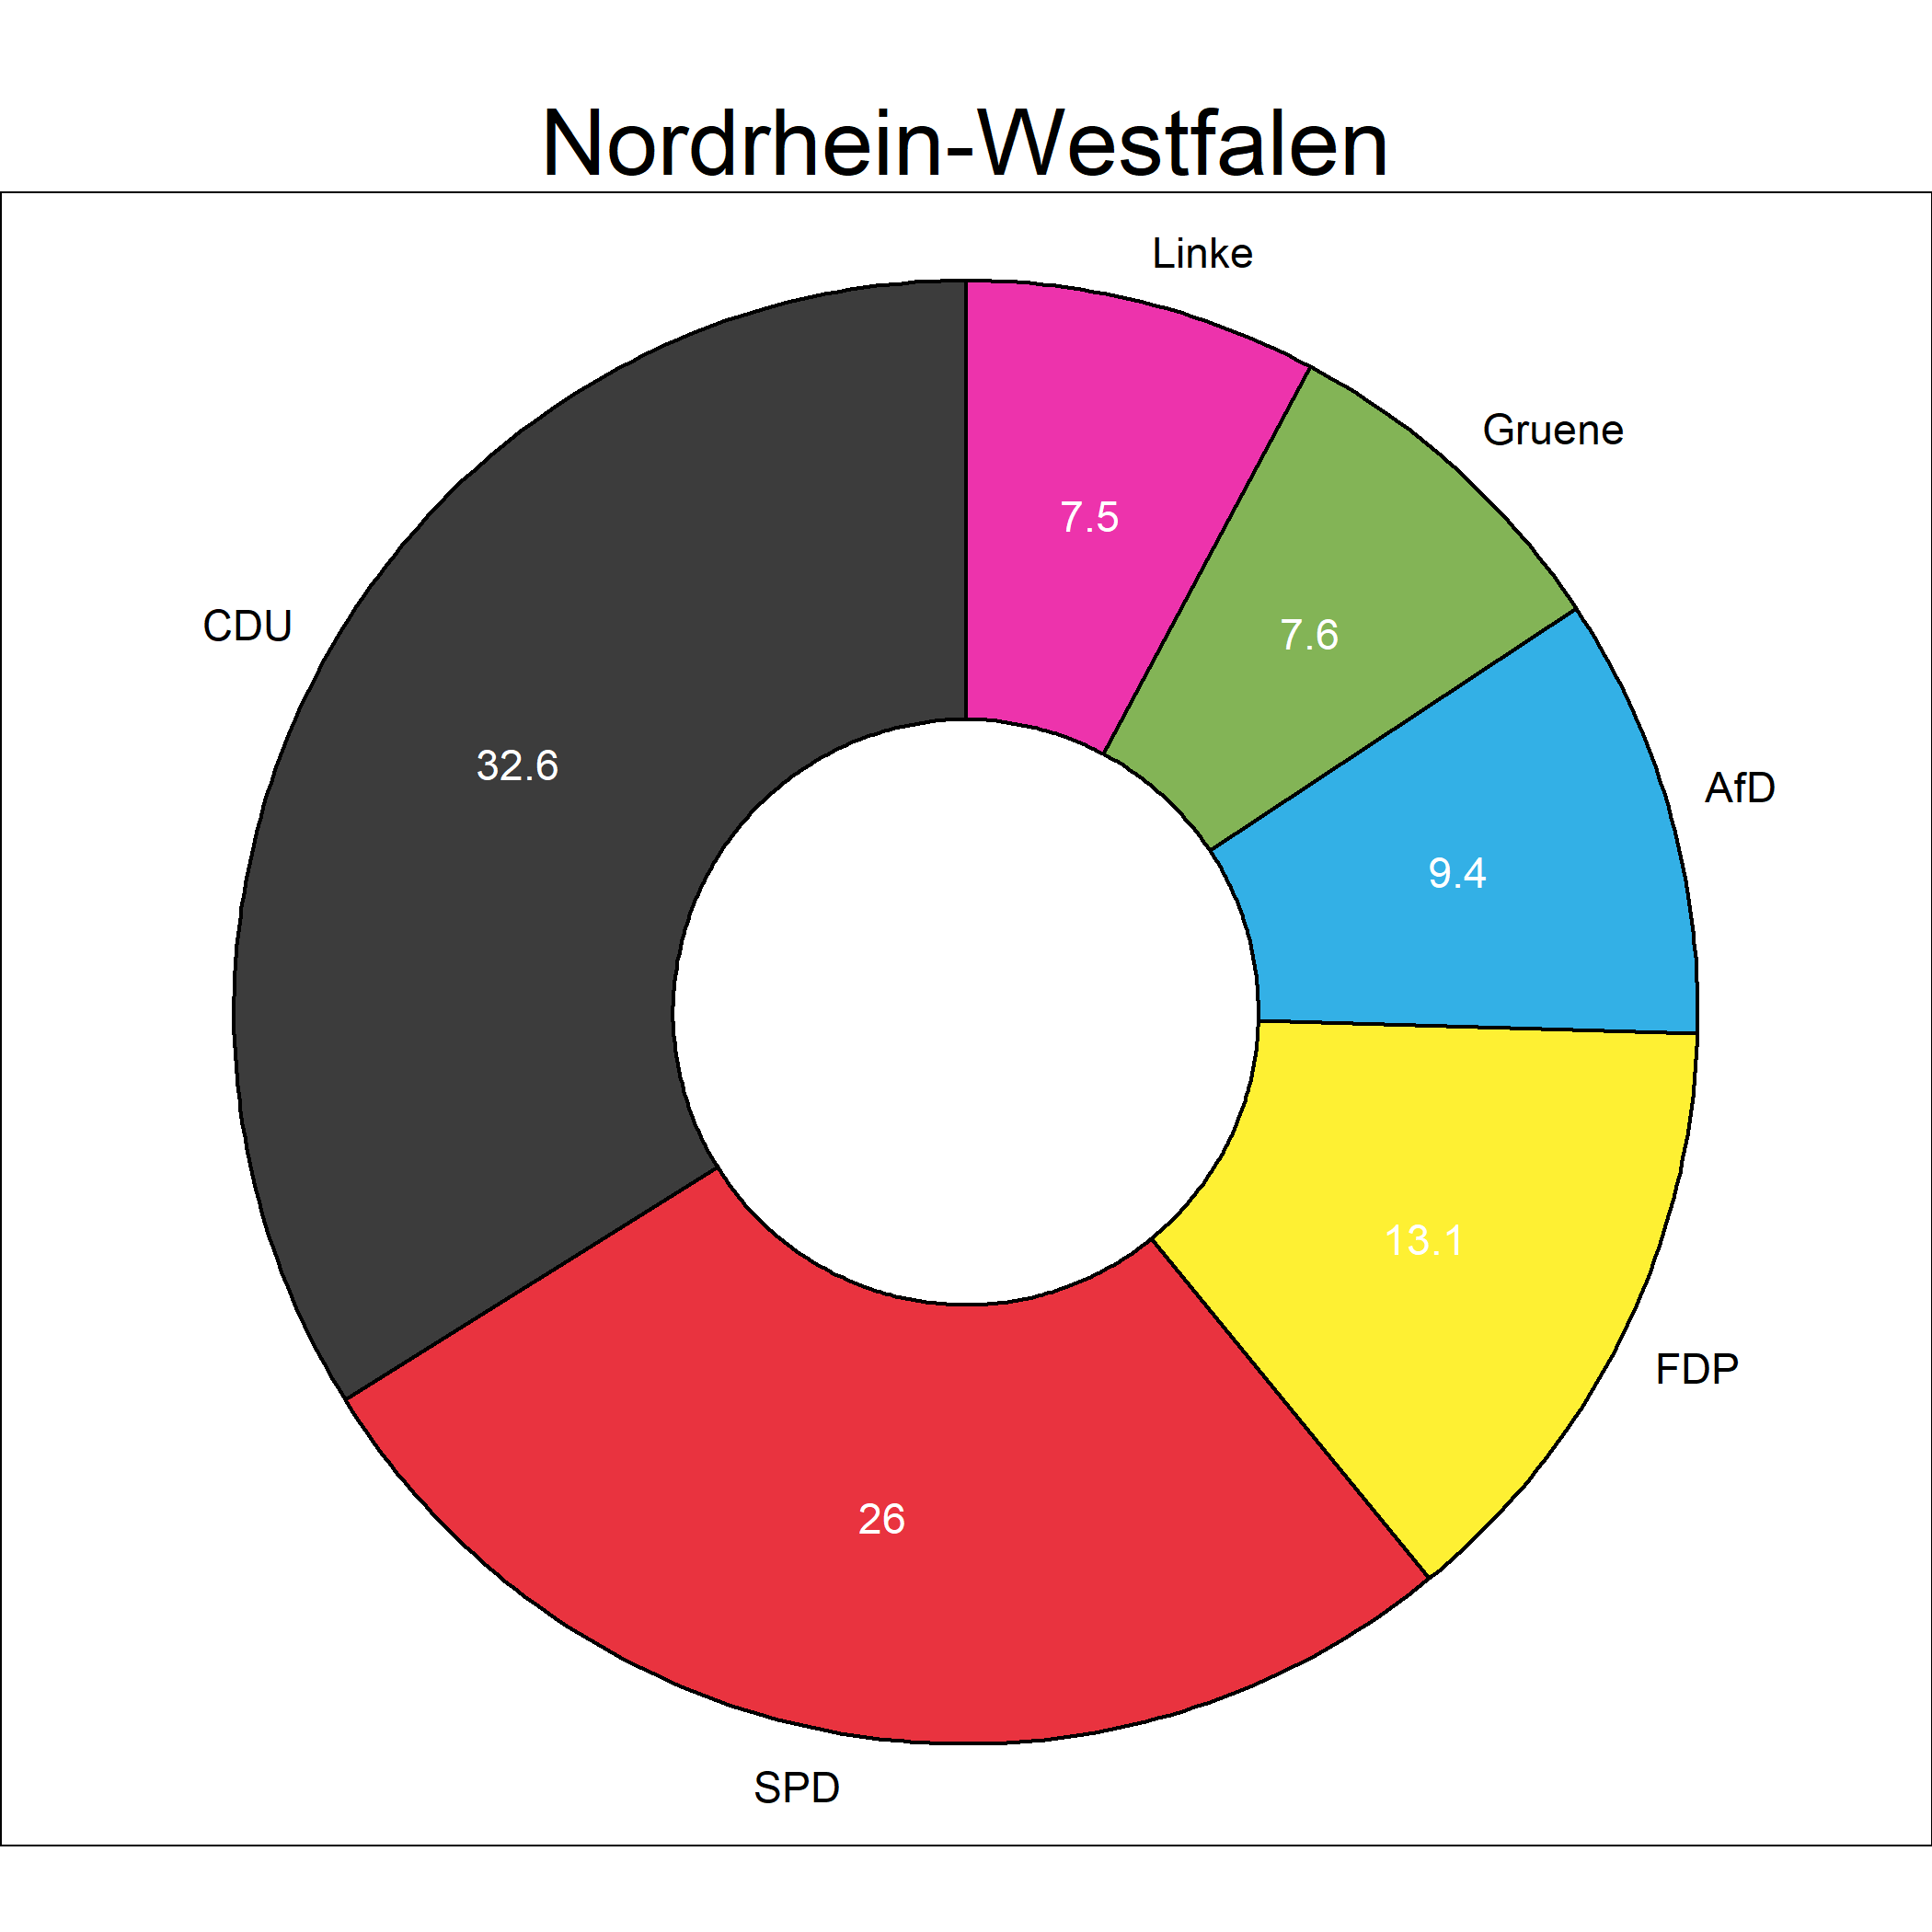 Nordrhein-Westfalen
Linke
Gruene
7.5
CDU
7.6
32.6
AfD
9.4
13.1
FDP
26
SPD